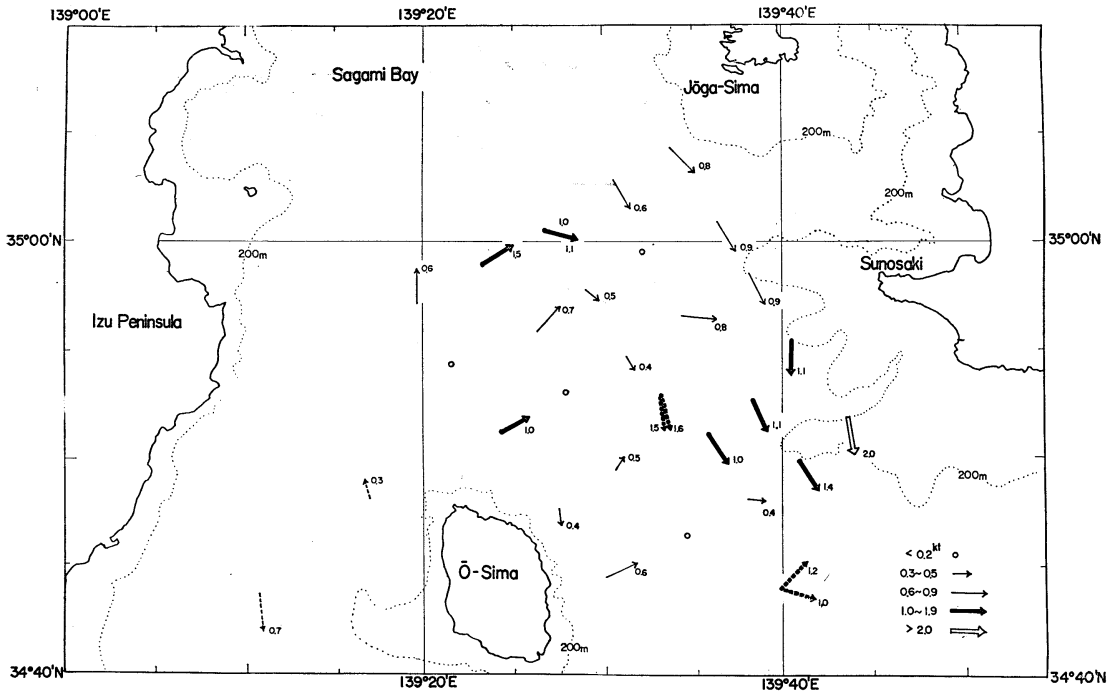 139°00'E 139°20'E 139°40'E
Sagami Bay
Jōga-Sima
200m
0.8
200m
0.6
1.0
35°00'N 35°00'N
1.1
0.9
200m
1.5
Sunosaki
0.6
0.5
0.9
0.7
Izu Peninsula
0.8
0.4
1.1
1.0
1.5
1.6
1.1
2.0
0.5
1.0
200m
0.3
1.4
0.4
0.4
< 0.2 kt
0.6
1.2
0.3~0.5
Ō-Sima
0.6~0.9
1.0
1.0~1.9
0.7
> 2.0
200m
34°40'N 34°40'N
139°20'E 139°40'E